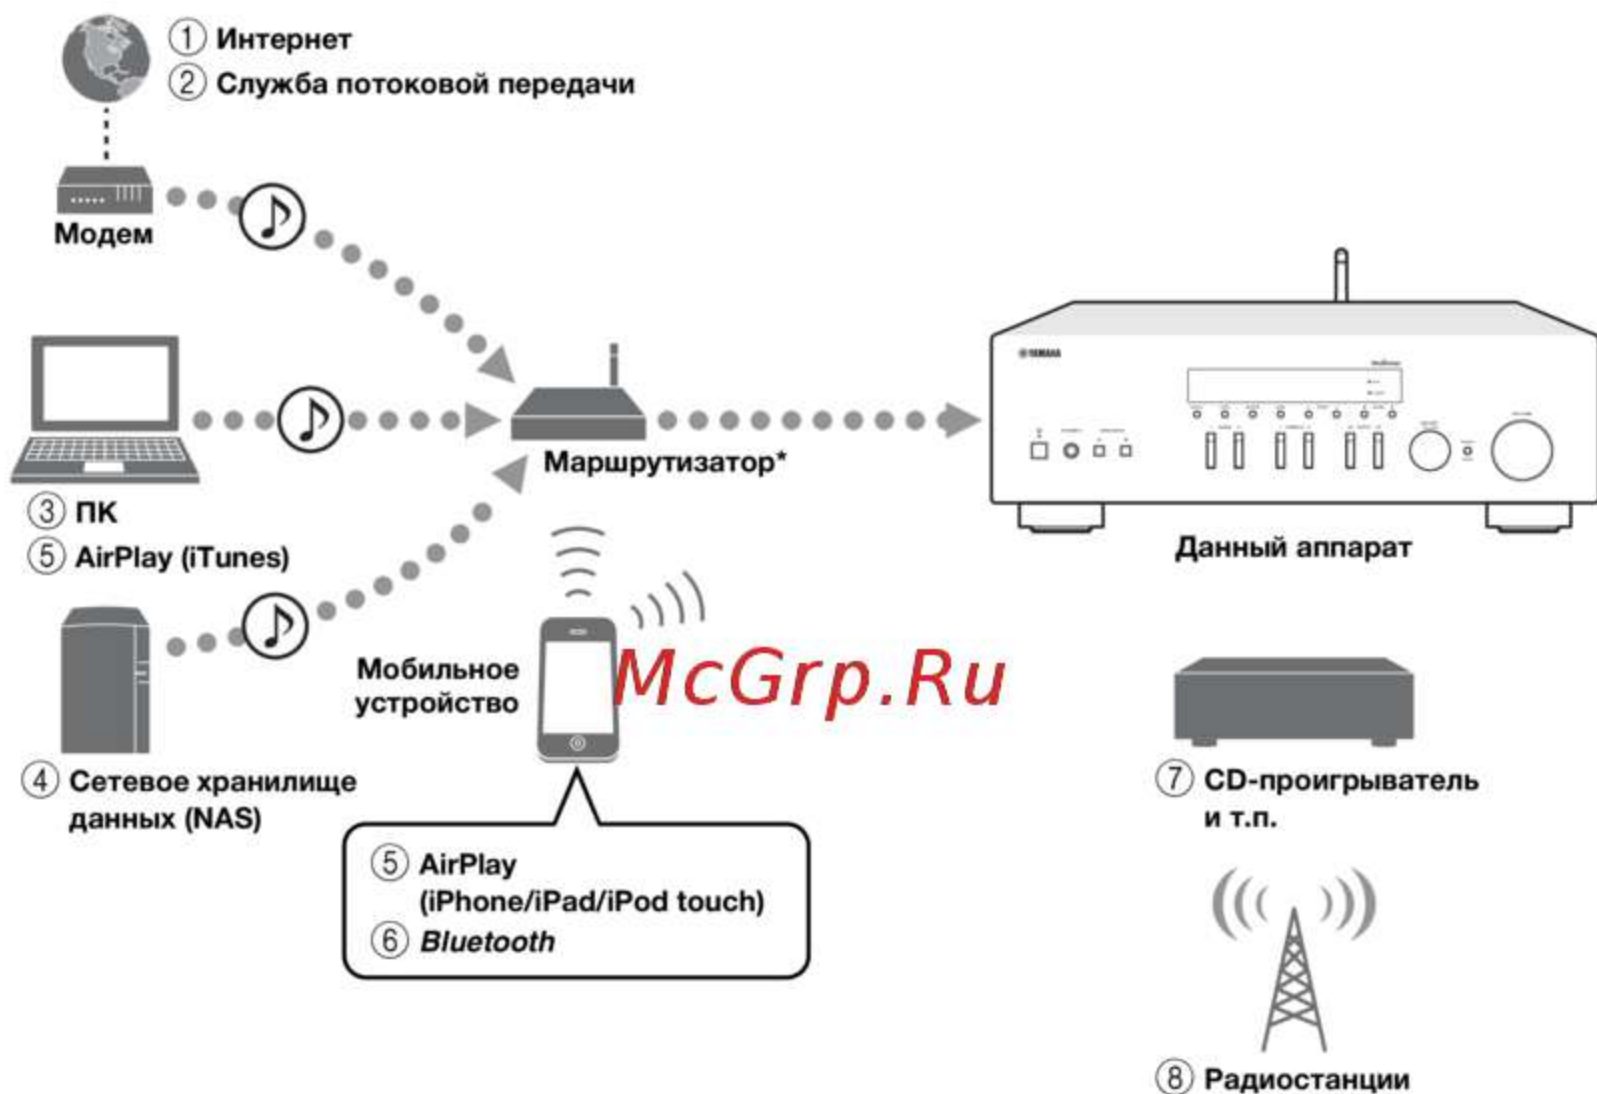 ① Интернет
② Служба потоковой передачи
Модем
③ ПК
⑤ AirPlay (iTunes)
④ Сетевое хранилище
данных (NAS)
Маршрутизатор*
Мобильное
устройство
⑤ AirPlay
(iPhone/iPad/iPod touch)
⑥ Bluetooth
McGrp.Ru
YAMAHA
Данный аппарат
⑦ CD-проигрыватель
и т.п.
⑧ Радиостанции